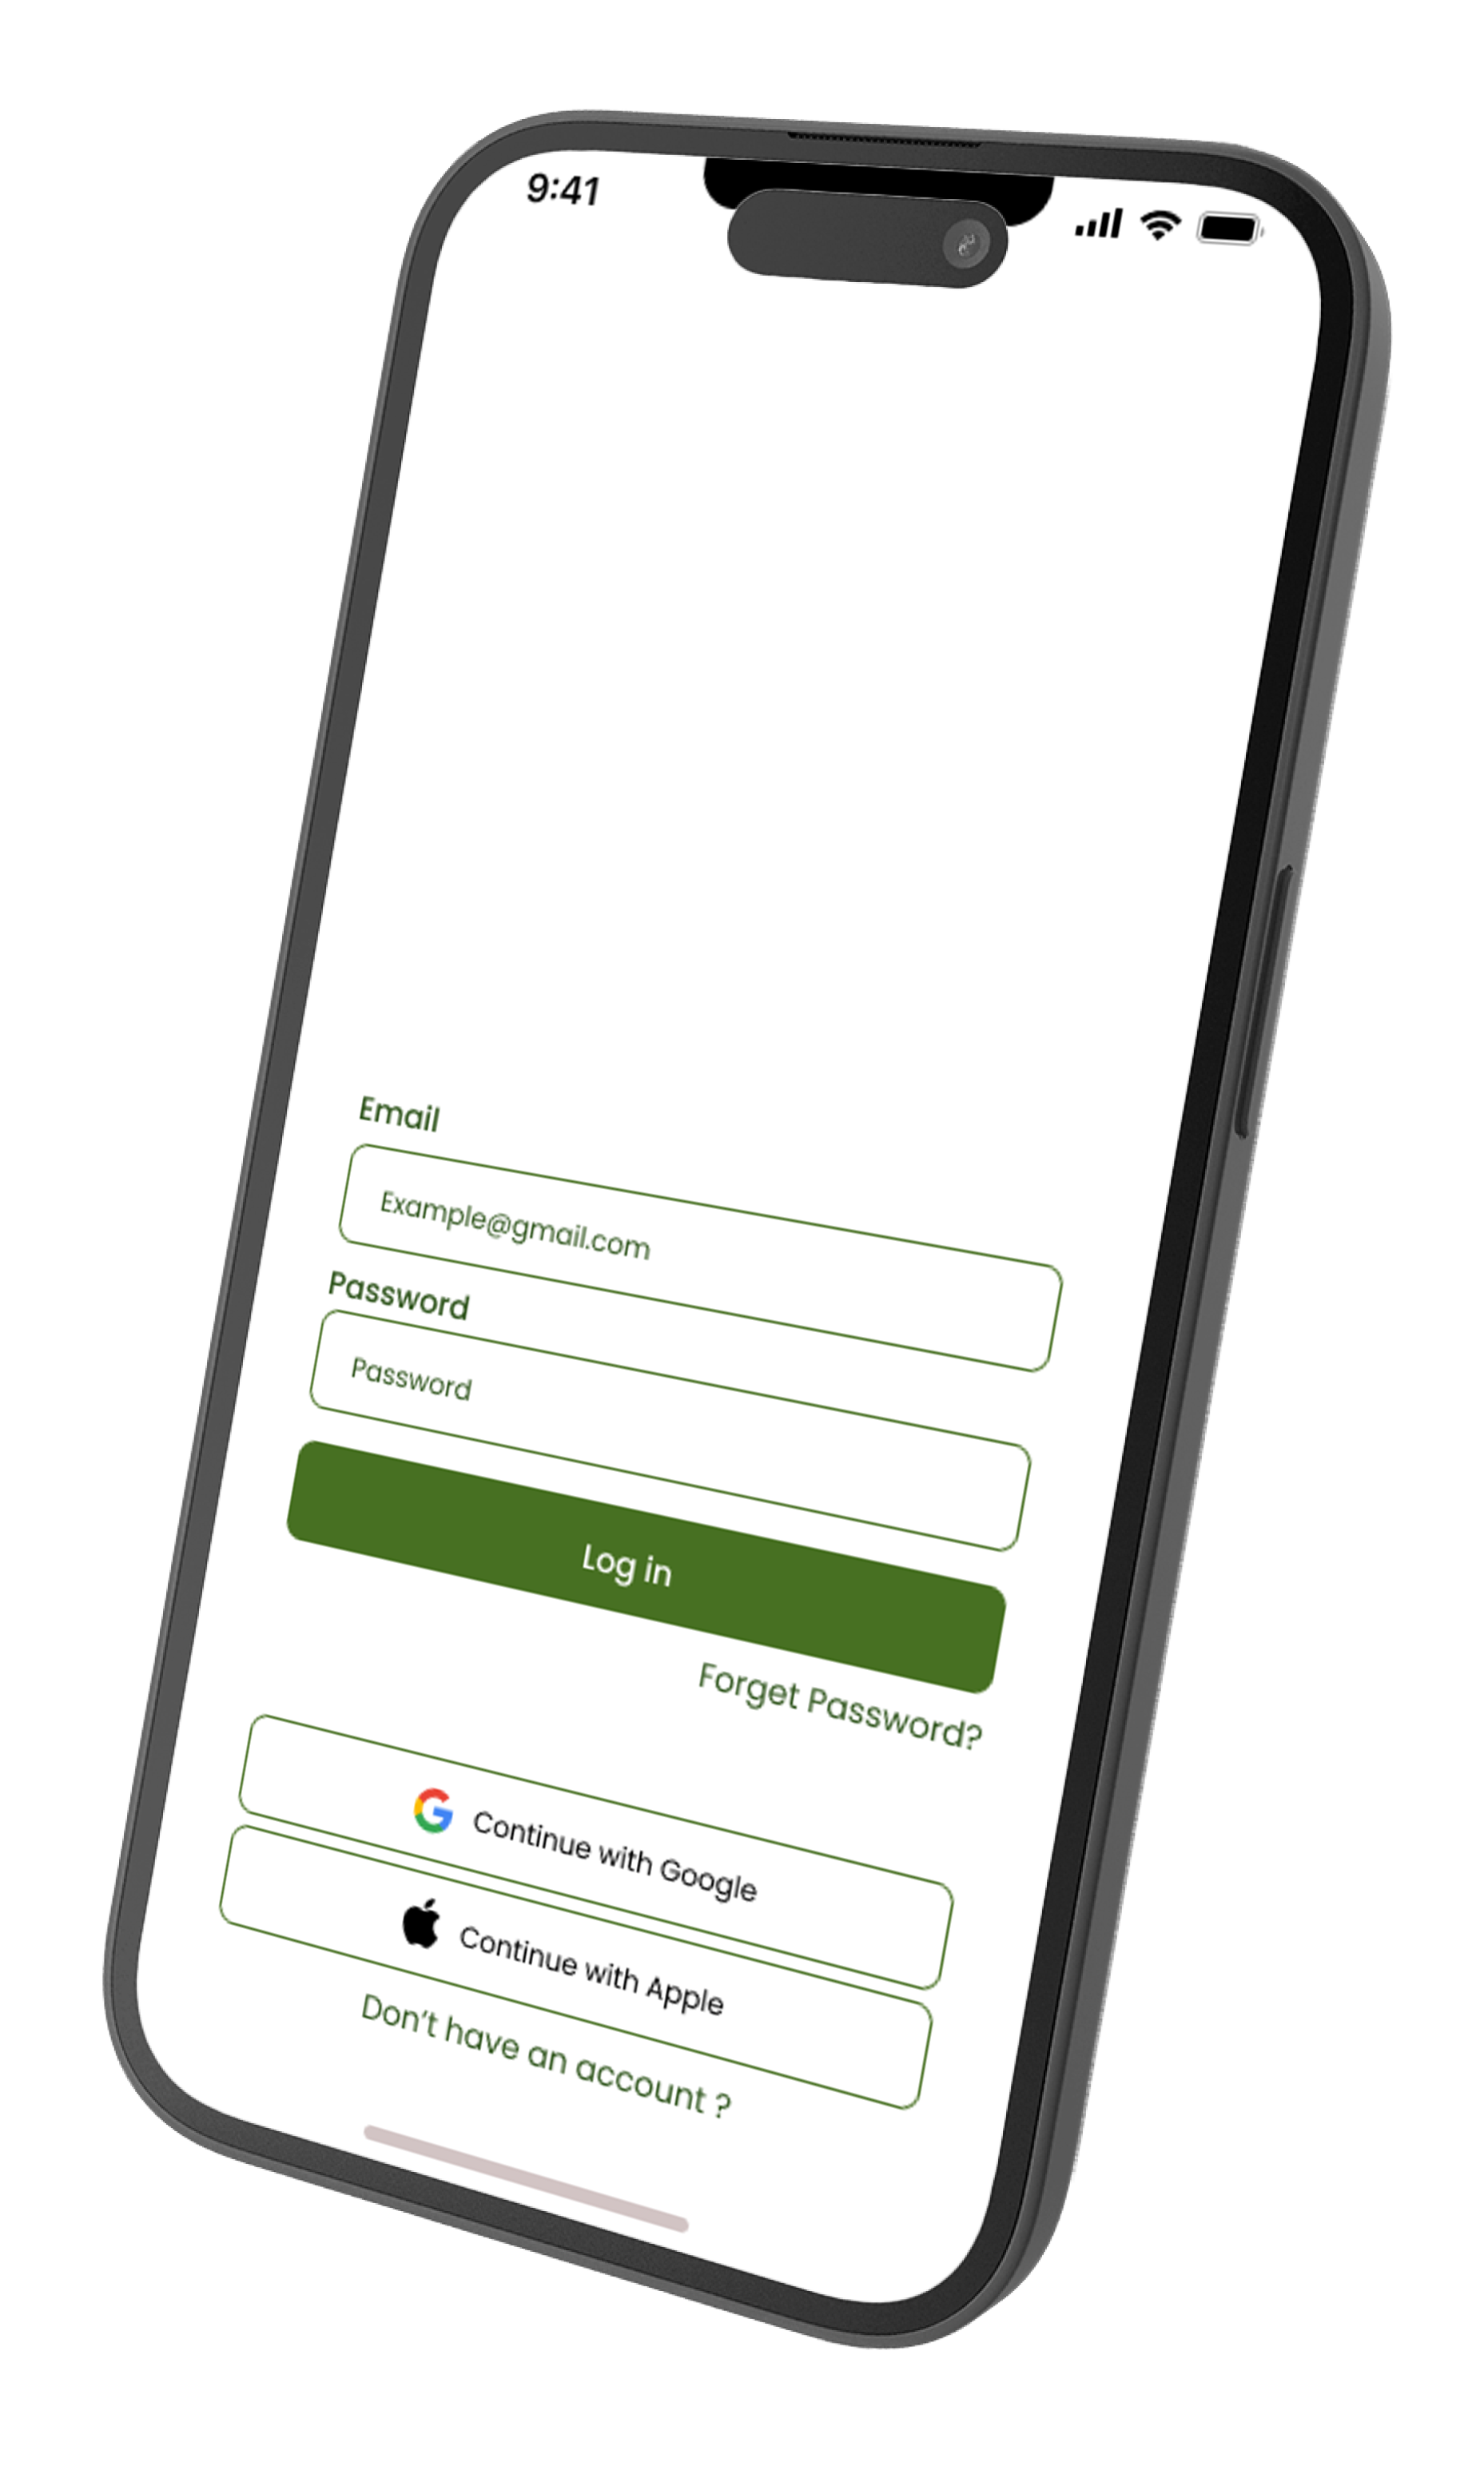 9:41
Email
Example@gmail.com
Password
Password
Log in
Forget Password?
Continue with Google
Continue with Apple
Don't have an account ?